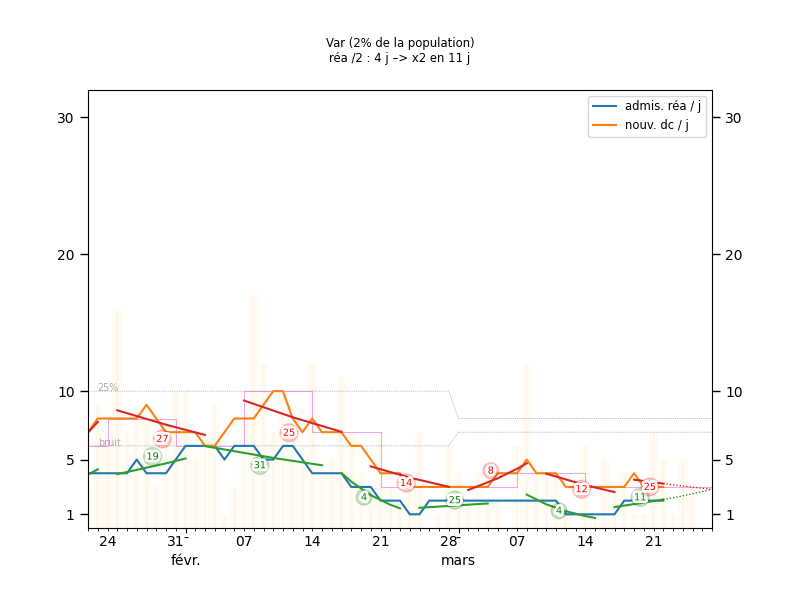 Var (2% de la population)
réa /2 : 4 j –> x2 en 11 j
admis. réa / j
nouv. dc / j
30 30
20 20
10 10
5 5
1 1
25%
bruit
27
19
31
25
4
14
25
8
4
12
11
25
24 31 07 14 21 28 07 14 21
févr. mars